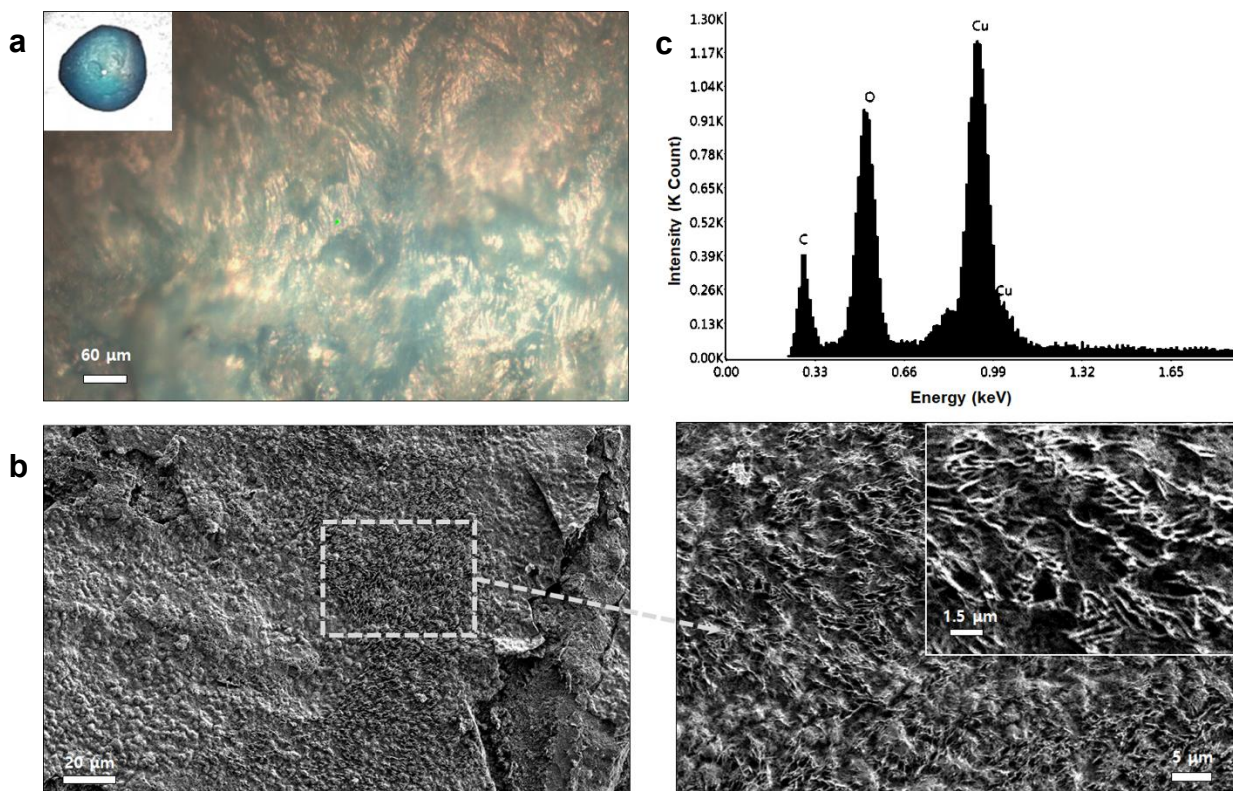 a
60 μm
c
1.30K
1.17K
1.04K
0.91K
0.78K
0.65K
0.52K
0.39K
0.26K
0.13K
0.00K
Intensity (K Count)
C
O
Cu
Cu
0.00
0.33
0.66
0.99
1.32
1.65
Energy (keV)
b
20 μm
1.5 μm
5 μm